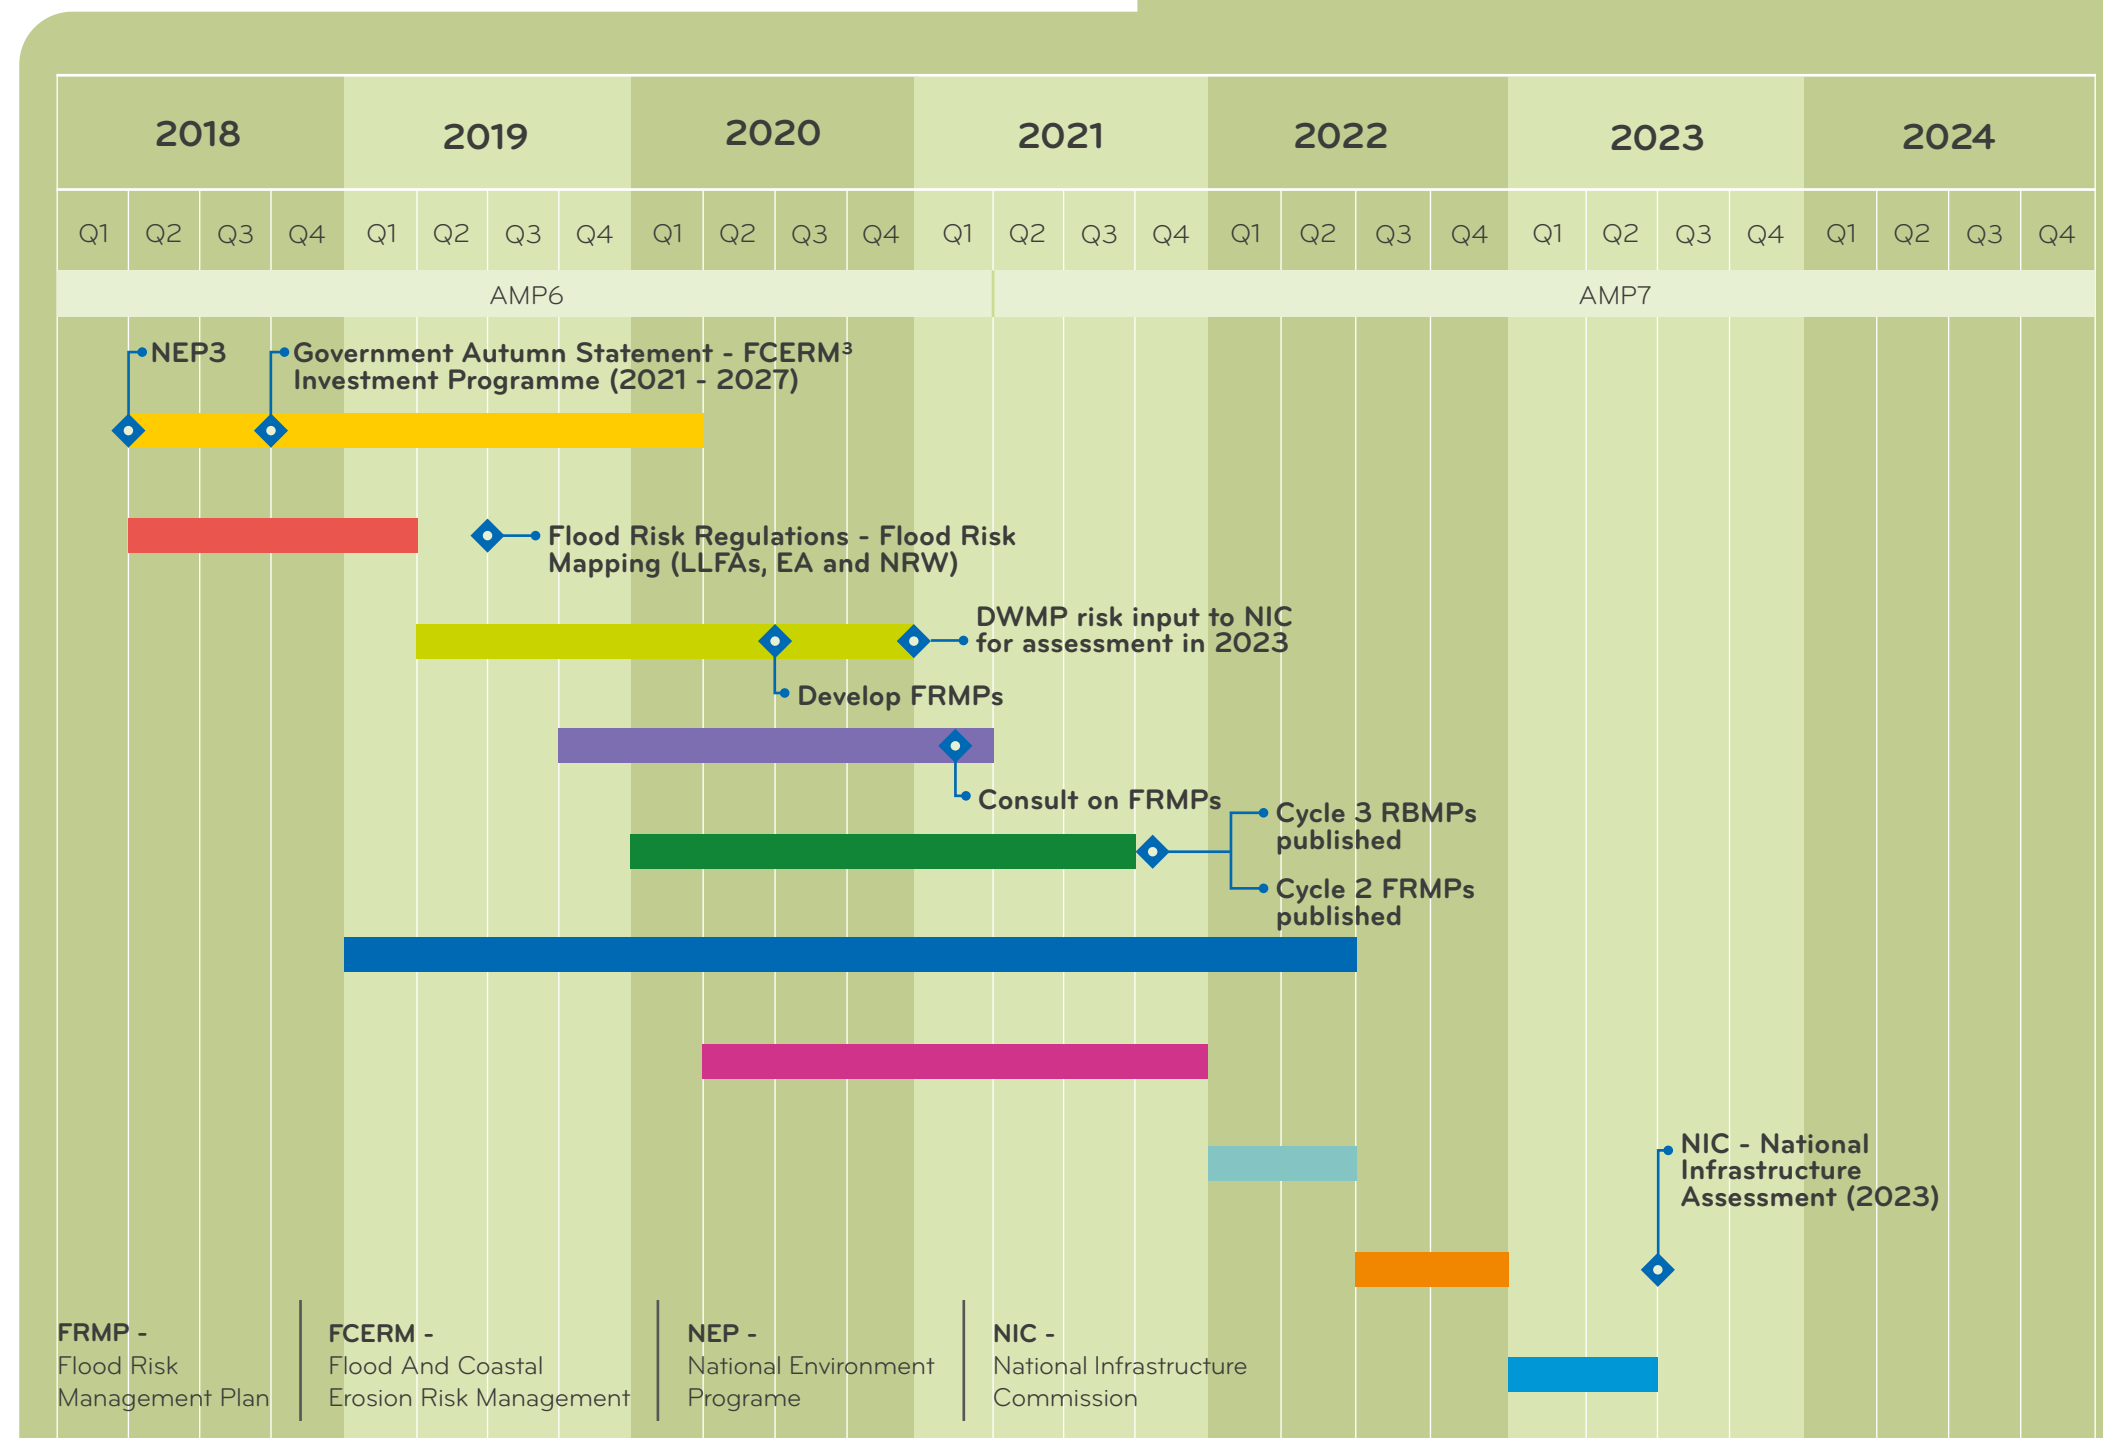 2018 2019 2020 2021 2022 2023 2024
Q1 Q2 Q3 Q4 Q1 Q2 Q3 Q4 Q1 Q2 Q3 Q4 Q1 Q2 Q3 Q4 Q1 Q2 Q3 Q4 Q1 Q2 Q3 Q4 Q1 Q2 Q3 Q4
AMP6 AMP7
NEP3
Government Autumn Statement - FCERM³
Investment Programme (2021 - 2027)
Flood Risk Regulations - Flood Risk
Mapping (LLFAs, EA and NRW)
DWMP risk input to NIC
for assessment in 2023
Develop FRMPs
Consult on FRMPs
Cycle 3 RBMPs
published
Cycle 2 FRMPs
published
NIC - National
Infrastructure
Assessment (2023)
FRMP -
Flood Risk
Management Plan
FCERM -
Flood And Coastal
Erosion Risk Management
NEP -
National Environment
Programe
NIC -
National Infrastructure
Commission